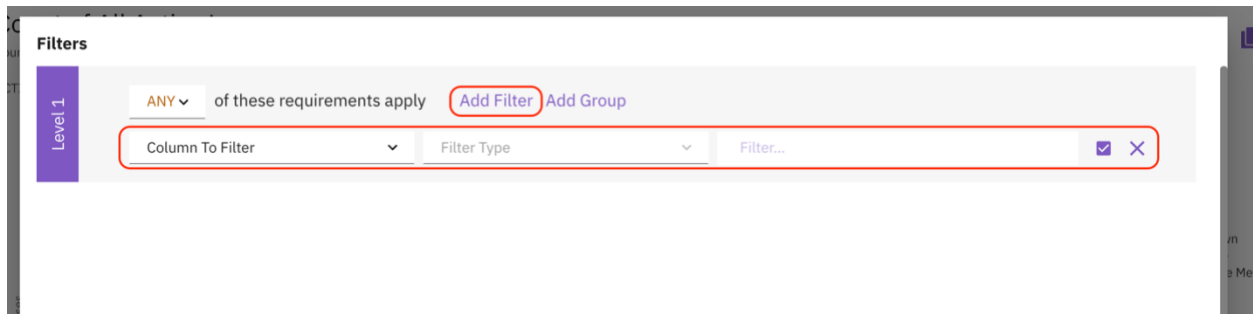 Filters
Level 1
ANY of these requirements apply Add Filter Add Group
Column To Filter Filter Type Filter...